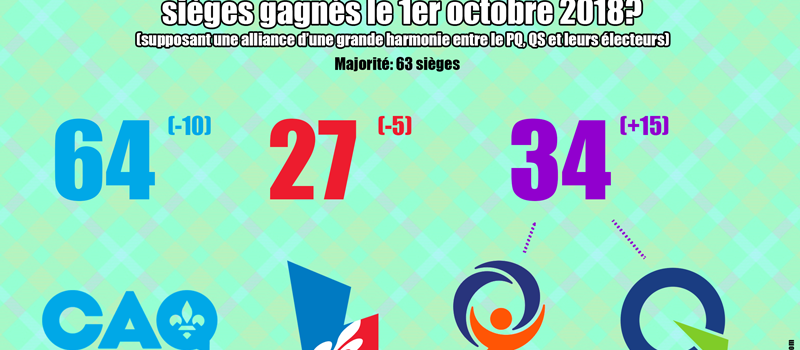 sièges gagnés le 1er octobre 2018?
(supposant une alliance d'une grande harmonie entre le PQ, QS et leurs électeurs)
Majorité: 63 sièges
64 (-10) 27 (-5) 34 (+15)
CAQ
om